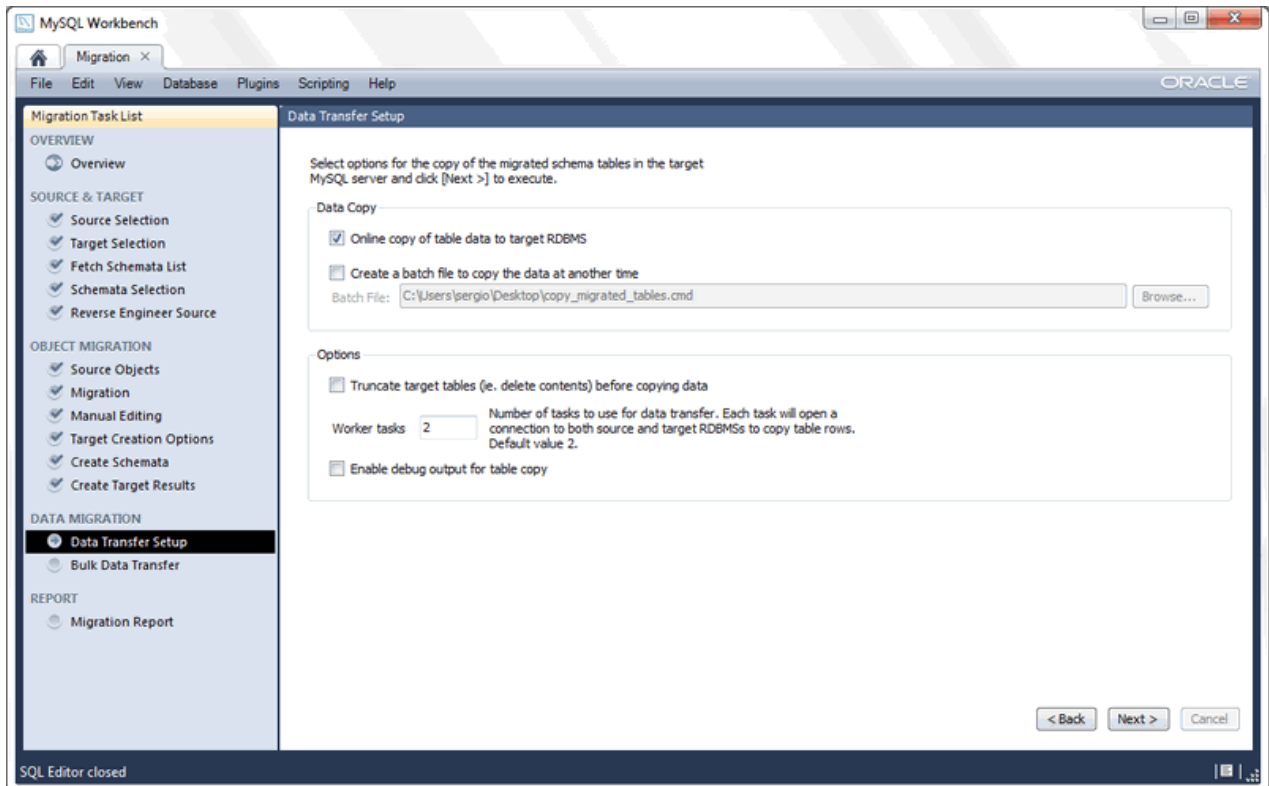 MySQL Workbench
Migration
File Edit View Database Plugins Scripting Help
ORACLE
Migration Task List
OVERVIEW
Overview
SOURCE & TARGET
Source Selection
Target Selection
Fetch Schemata List
Schemata Selection
Reverse Engineer Source
OBJECT MIGRATION
Source Objects
Migration
Manual Editing
Target Creation Options
Create Schemata
Create Target Results
DATA MIGRATION
Data Transfer Setup
Bulk Data Transfer
REPORT
Migration Report
Data Transfer Setup
Select options for the copy of the migrated schema tables in the target
MySQL server and click [Next >] to execute.
Data Copy
Online copy of table data to target RDBMS
Create a batch file to copy the data at another time
Batch File: C:\Users\sergio\Desktop\copy_migrated_tables.cmd Browse...
Options
Truncate target tables (ie. delete contents) before copying data
Worker tasks 2
Number of tasks to use for data transfer. Each task will open a
connection to both source and target RDBMSs to copy table rows.
Default value 2.
Enable debug output for table copy
< Back Next > Cancel
SQL Editor closed